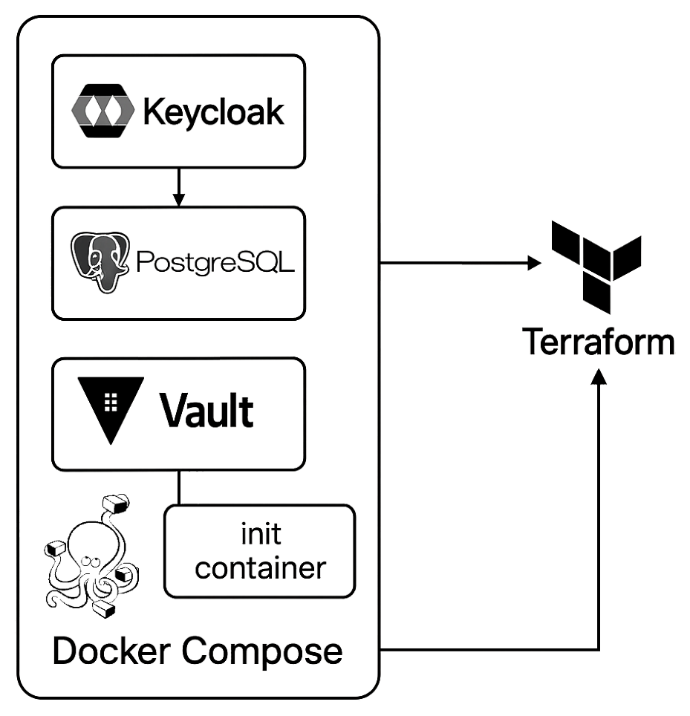 Keycloak
PostgreSQL
Vault
init
container
Docker Compose
Terraform